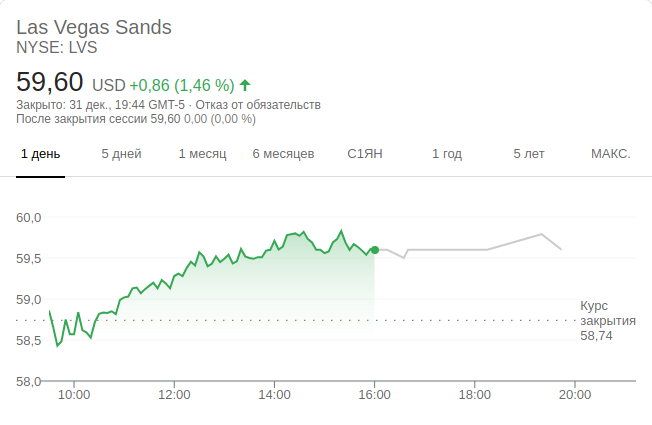 Las Vegas Sands
NYSE: LVS
59,60 USD +0,86 (1,46 %)
Закрыто: 31 дек., 19:44 GMT-5 · Отказ от обязательств
После закрытия сессии 59,60 0,00 (0,00 %)
1 день 5 дней 1 месяц 6 месяцев С1ЯН 1 год 5 лет МАКС.
60,0
59,5
59,0
58,5
58,0
Курс
закрытия
58,74
10:00 12:00 14:00 16:00 18:00 20:00